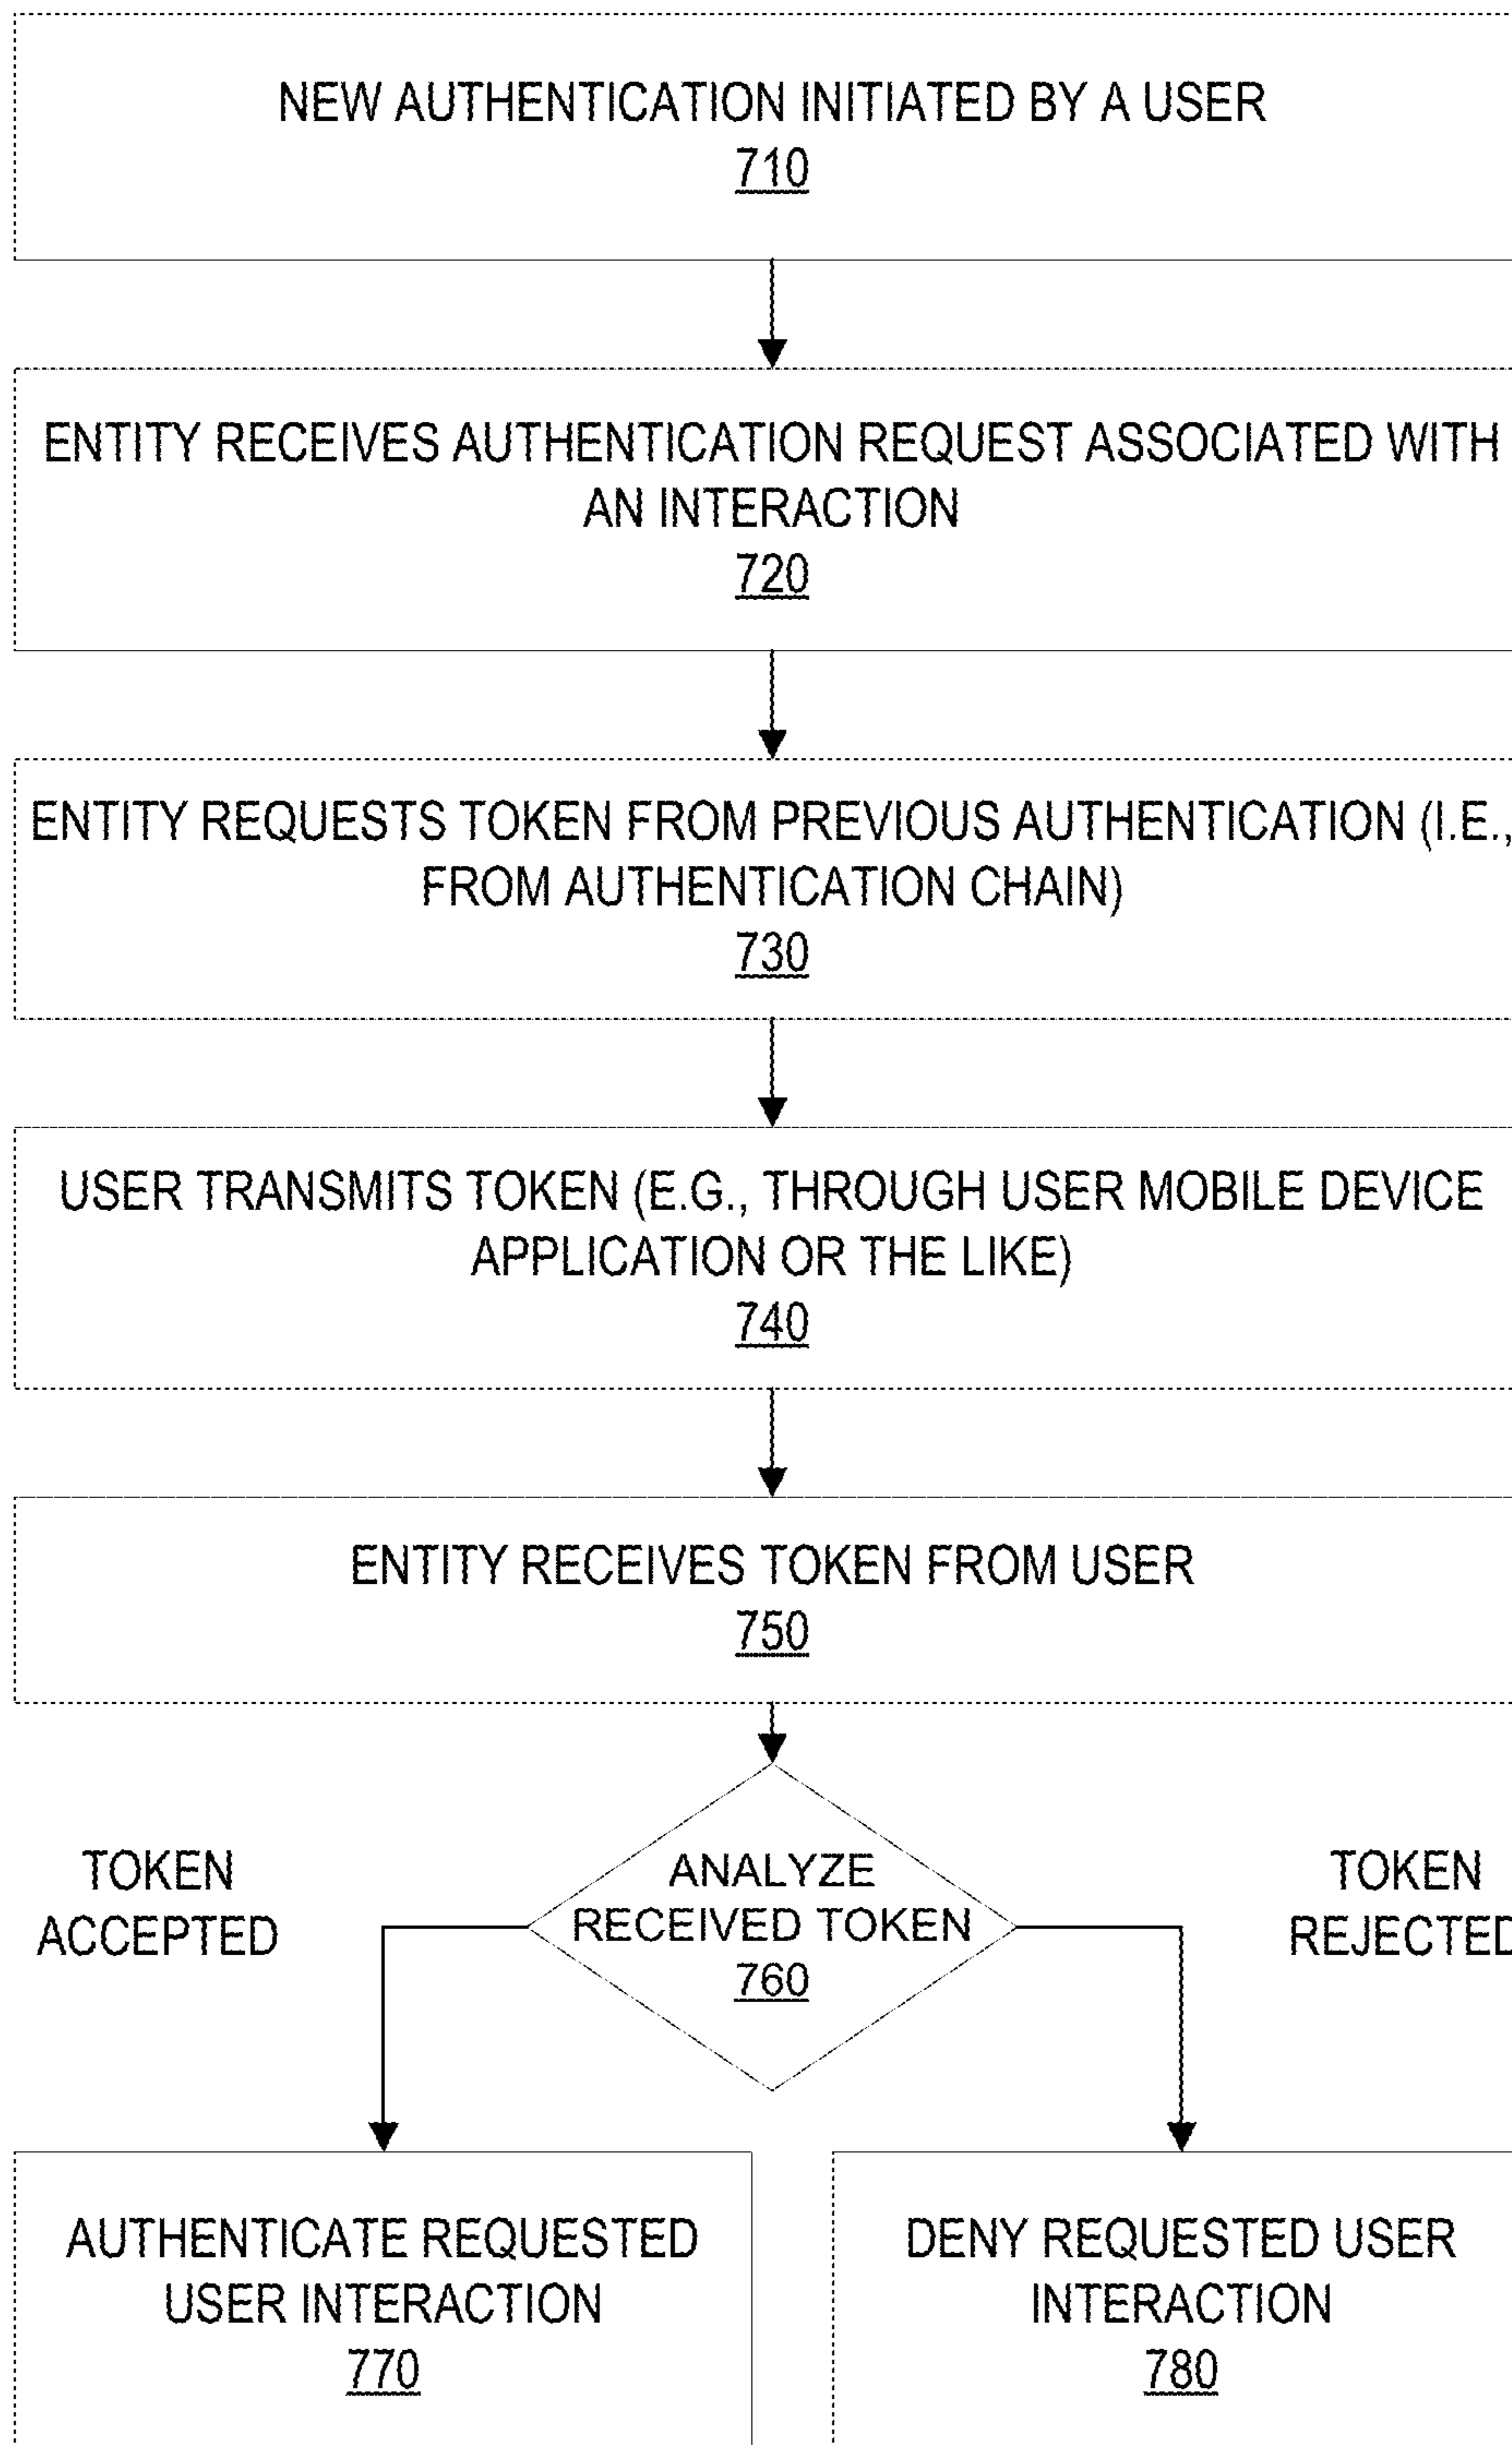 NEW AUTHENTICATION INITIATED BY A USER
710
ENTITY RECEIVES AUTHENTICATION REQUEST ASSOCIATED WITH
AN INTERACTION
720
ENTITY REQUESTS TOKEN FROM PREVIOUS AUTHENTICATION (I.E.,
FROM AUTHENTICATION CHAIN)
730
USER TRANSMITS TOKEN (E.G., THROUGH USER MOBILE DEVICE
APPLICATION OR THE LIKE)
740
ENTITY RECEIVES TOKEN FROM USER
750
TOKEN
ACCEPTED
ANALYZE
RECEIVED TOKEN
760
TOKEN
REJECTED
AUTHENTICATE REQUESTED
USER INTERACTION
770
DENY REQUESTED USER
INTERACTION
780